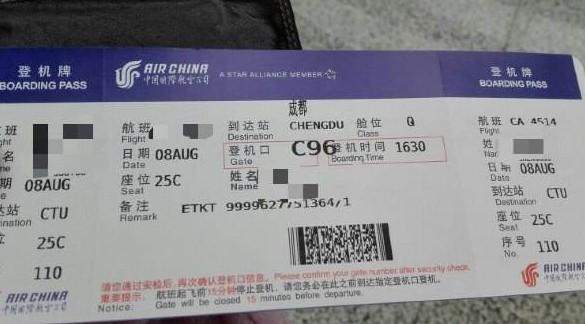 登机牌
BOARDING PASS
班
08AUG
CTU
25C
110
AIR CHINA
AIR CHINA
中国国际航空公司
A STAR ALLIANCE MEMBER
航班
Flight
日期 08AUG
Date
座位 25C
Seat
备注
Remark
ETKT
成都
到达站 CHENGDU
Destination
舱位 Q
Class
登机口 C96
Gate
登机时间 1630
Boarding Time
姓名
Name
请您通过安检后，再次确认登机口信息。Please confirm your gate number after security check.
重要提示： 航班起飞前15分钟停止登机，请您务必在此之前到达指定登机口登机。
Notice: Gate will be closed 15 minutes before departure.
登机牌
BOARDING PASS
航班 CA 4514
Flight
日期 08AUG
Date
到达站 CTU
Destination
座位 25C
Seat
序号 110
No.
AIR CHINA